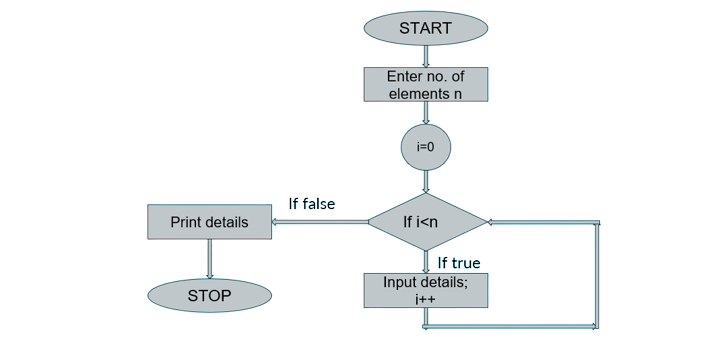 START
Enter no. of
elements n
i=0
If i<n
If false
Print details
STOP
If true
Input details;
i++